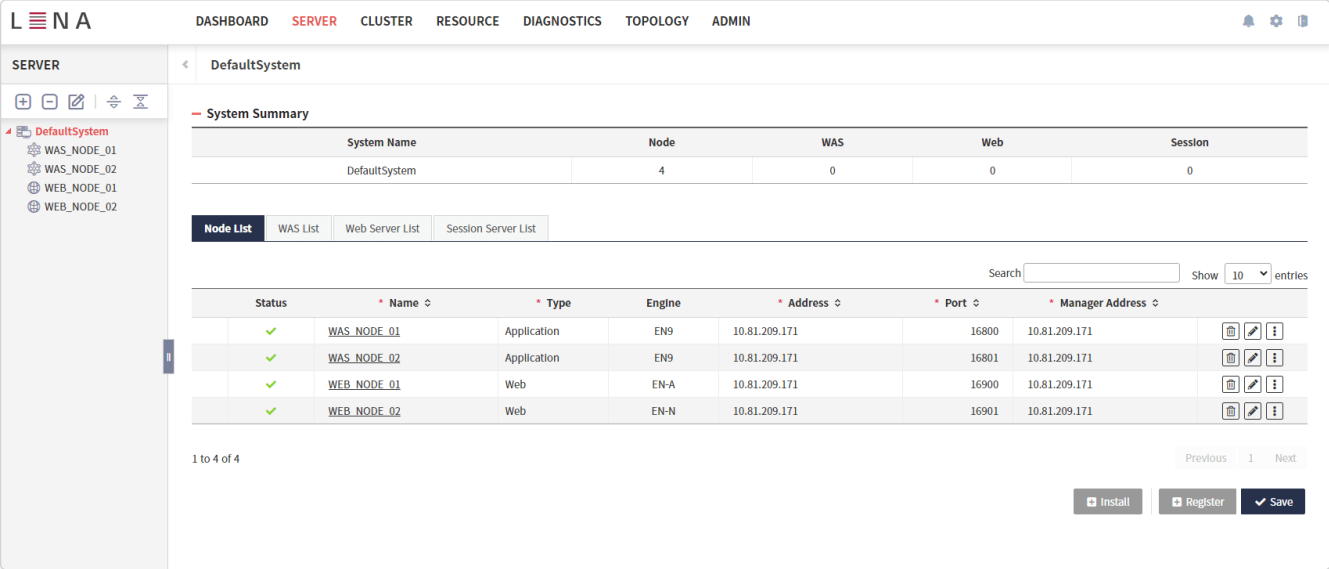 LENA
DASHBOARD SERVER CLUSTER RESOURCE DIAGNOSTICS TOPOLOGY ADMIN
SERVER
DefaultSystem
WAS_NODE_01
WAS_NODE_02
WEB_NODE_01
WEB_NODE_02
DefaultSystem
System Summary
System Name Node WAS Web Session
DefaultSystem 4 0 0 0
Node List WAS List Web Server List Session Server List
Search Show 10 entries
Status * Name * Type Engine * Address * Port * Manager Address
WAS_NODE_01 Application EN9 10.81.209.171 16800 10.81.209.171
WAS_NODE_02 Application EN9 10.81.209.171 16801 10.81.209.171
WEB_NODE_01 Web EN-A 10.81.209.171 16900 10.81.209.171
WEB_NODE_02 Web EN-N 10.81.209.171 16901 10.81.209.171
1 to 4 of 4
Previous 1 Next
Install Register Save